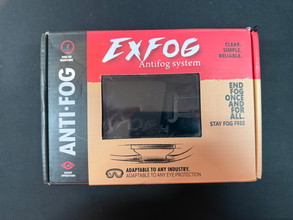 EXFOG
Antifog system
CLEAR.
SIMPLE.
RELIABLE.
ANTI-FOG
END
FOG
ONCE
AND
FOR
ALL.
STAY FOG FREE
ADAPTABLE TO ANY INDUSTRY.
ADAPTABLE TO ANY EYE PROTECTION